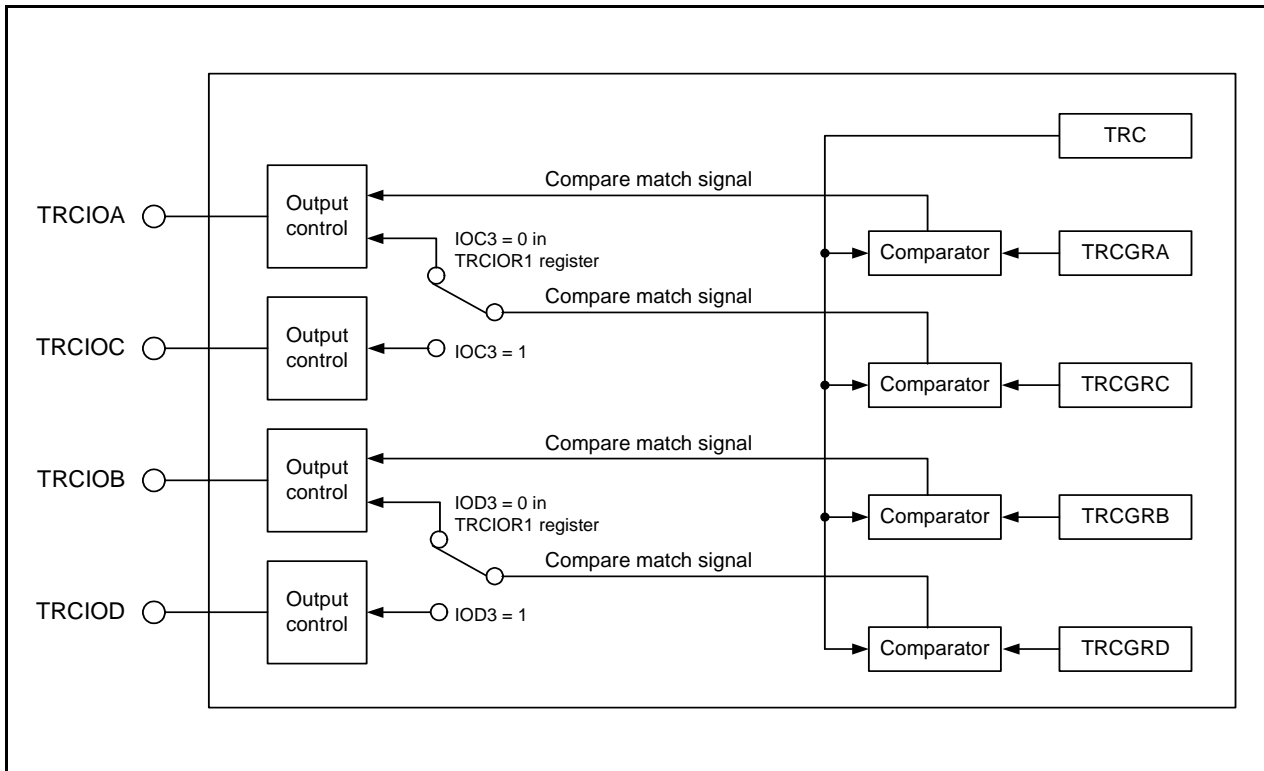 TRC
Compare match signal
TRCIOA
Output
control
IOC3 = 0 in
TRCIOR1 register
Comparator
TRCGRA
Compare match signal
TRCIOC
Output
control
IOC3 = 1
Comparator
TRCGRC
Compare match signal
TRCIOB
Output
control
IOD3 = 0 in
TRCIOR1 register
Comparator
TRCGRB
Compare match signal
TRCIOD
Output
control
IOD3 = 1
Comparator
TRCGRD